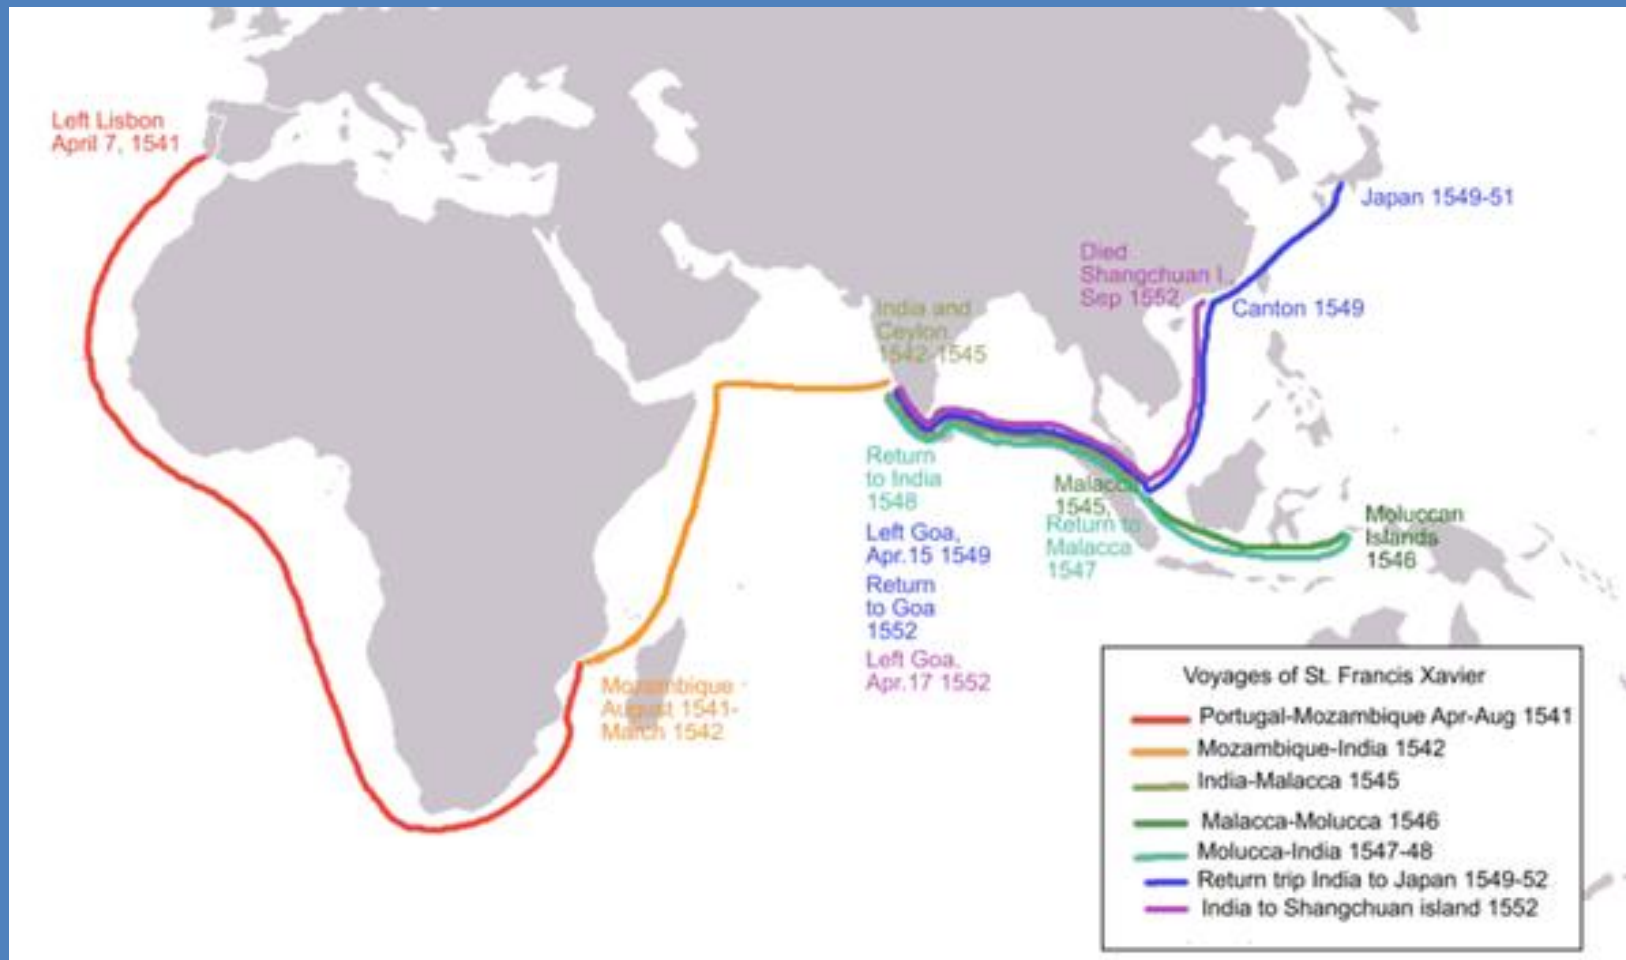 Left Lisbon
April 7, 1541
Japan 1549-51
Died
Shangchuan I.,
Sep 1552
Canton 1549
India and
Ceylon
1542-1545
Return
to India
1548
Left Goa,
Apr.15 1549
Return
to Goa
1552
Left Goa,
Apr.17 1552
Malacca
1545,
Return to
Malacca
1547
Moluccan
Islands
1546
Mozambique
August 1541-
March 1542
Voyages of St. Francis Xavier
Portugal-Mozambique Apr-Aug 1541
Mozambique-India 1542
India-Malacca 1545
Malacca-Molucca 1546
Molucca-India 1547-48
Return trip India to Japan 1549-52
India to Shangchuan island 1552